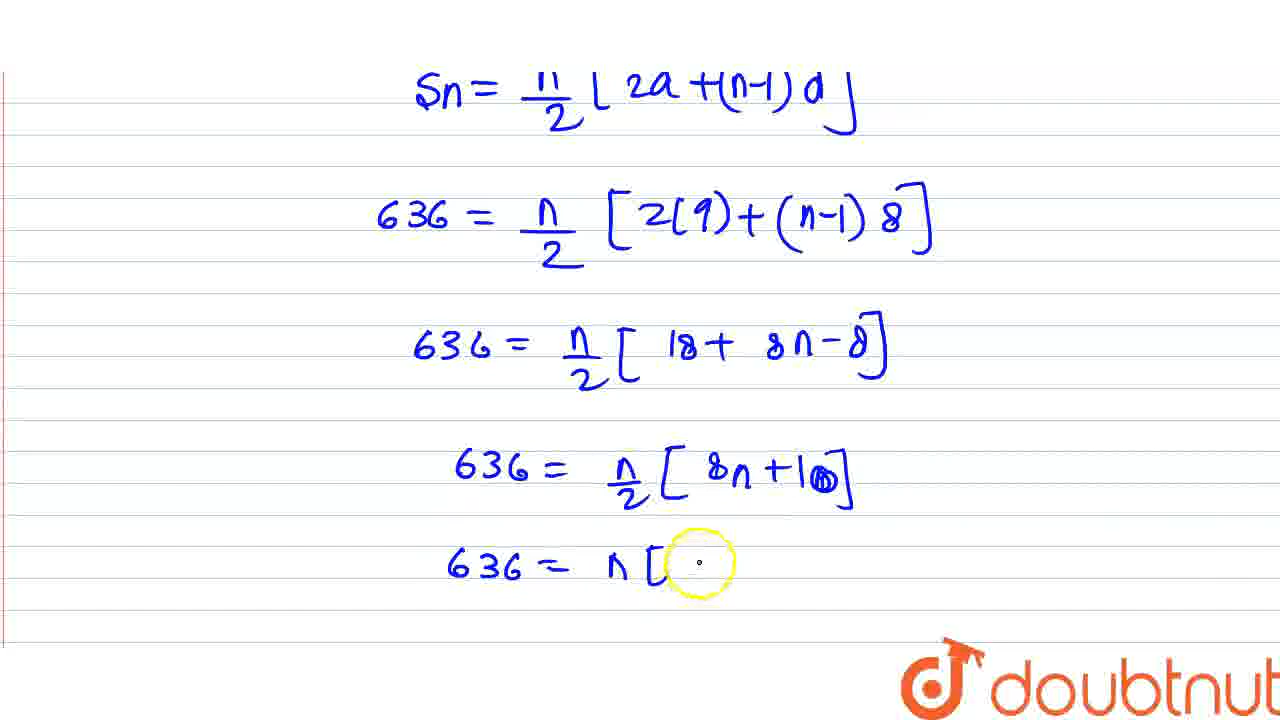 Sn = n/2 [ 2a + (n-1) d ]
636 = n/2 [ 2(9) + (n-1) 8 ]
636 = n/2 [ 18 + 8n - 8 ]
636 = n/2 [ 8n + 10 ]
636 = n [
doubtnut